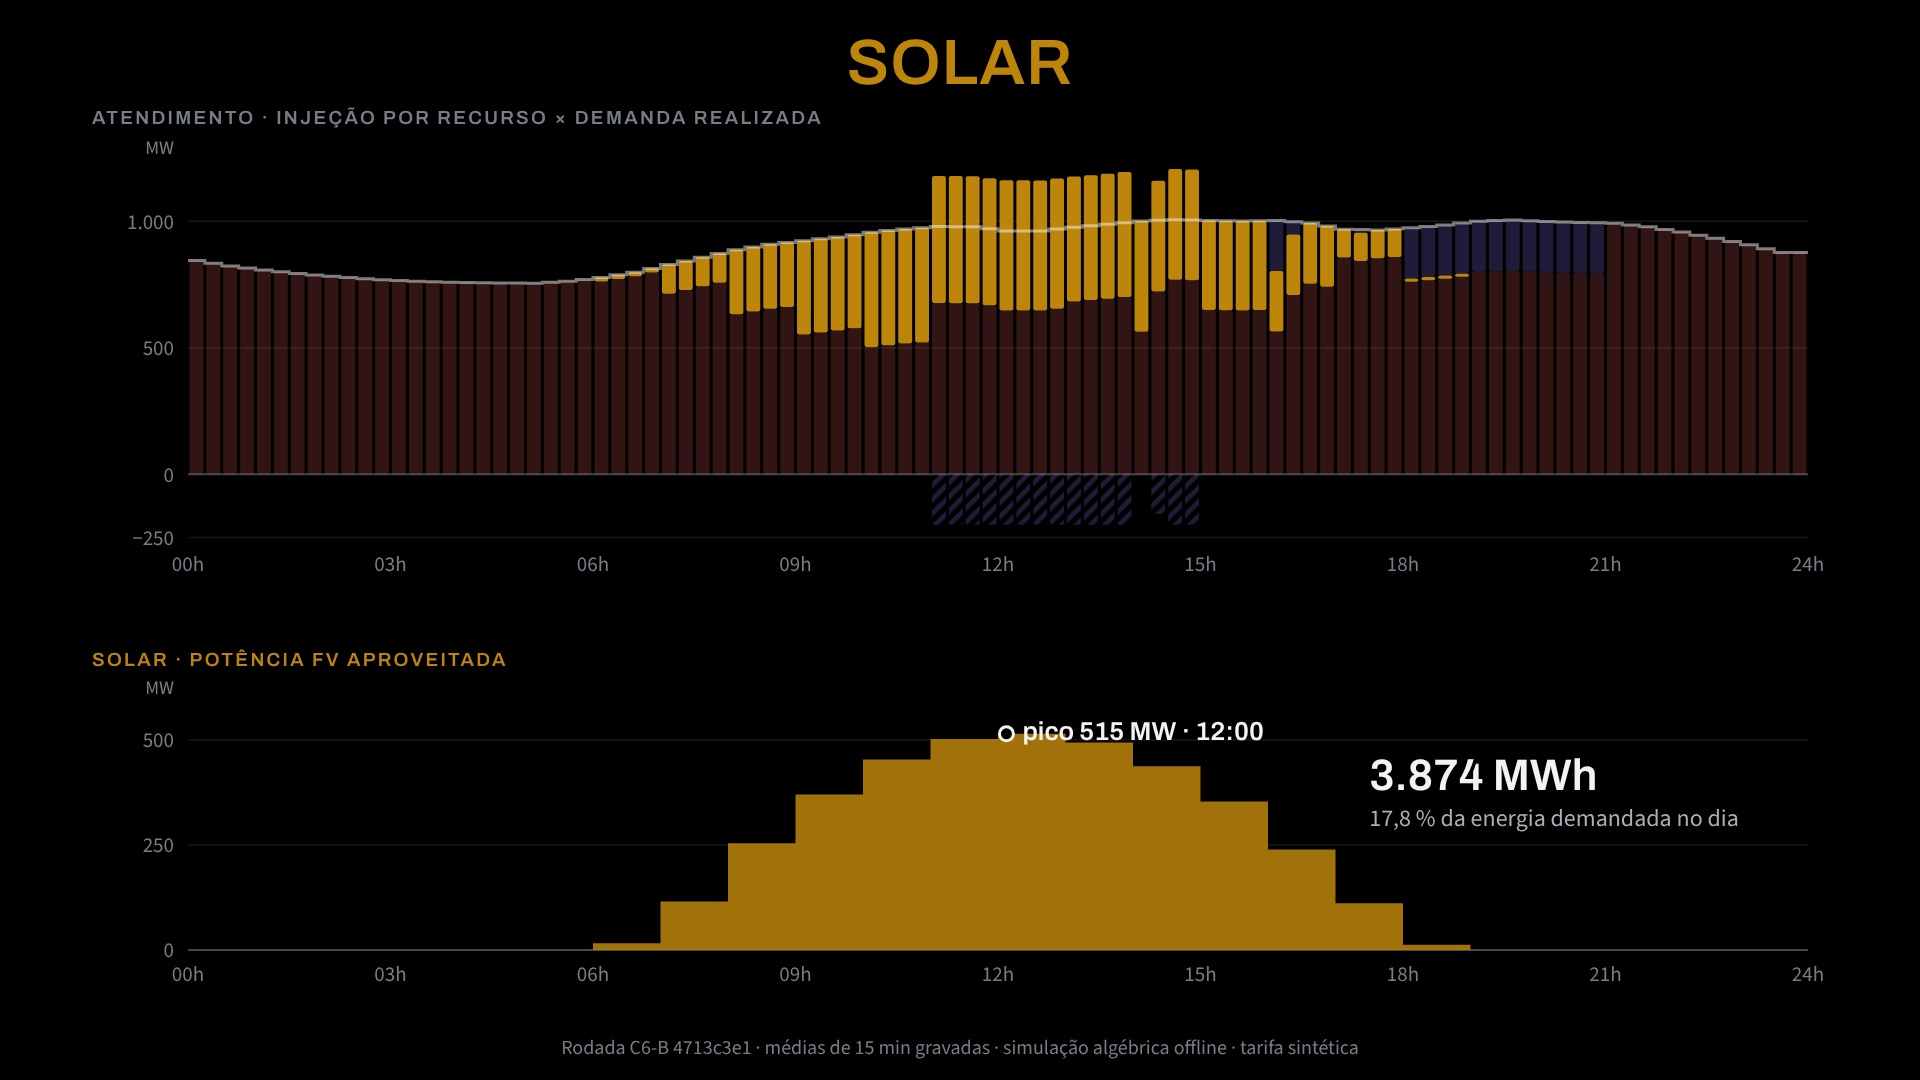 SOLAR
ATENDIMENTO · INJEÇÃO POR RECURSO × DEMANDA REALIZADA
MW
1.000
500
0
−250
00h 03h 06h 09h 12h 15h 18h 21h 24h
SOLAR · POTÊNCIA FV APROVEITADA
MW
pico 515 MW · 12:00
500
3.874 MWh
17,8 % da energia demandada no dia
250
0
00h 03h 06h 09h 12h 15h 18h 21h 24h
Rodada C6-B 4713c3e1 · médias de 15 min gravadas · simulação algébrica offline · tarifa sintética